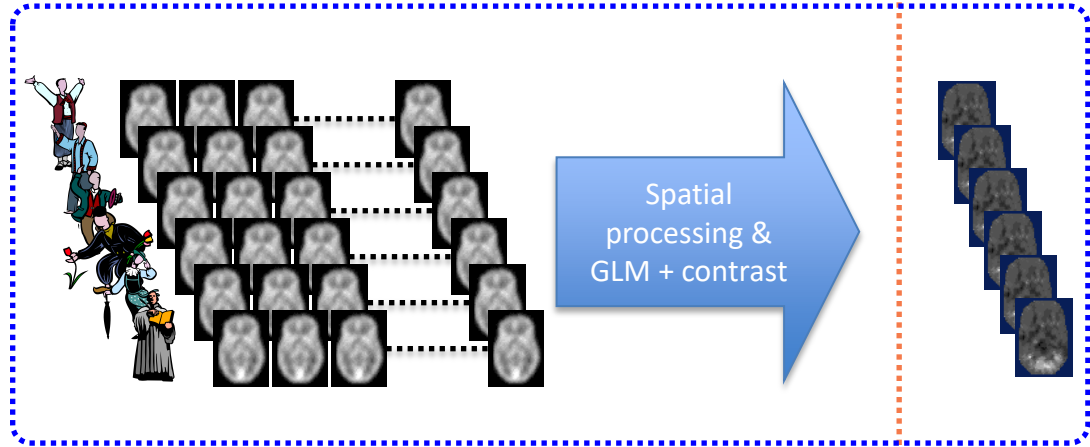 Spatial
processing &
GLM + contrast